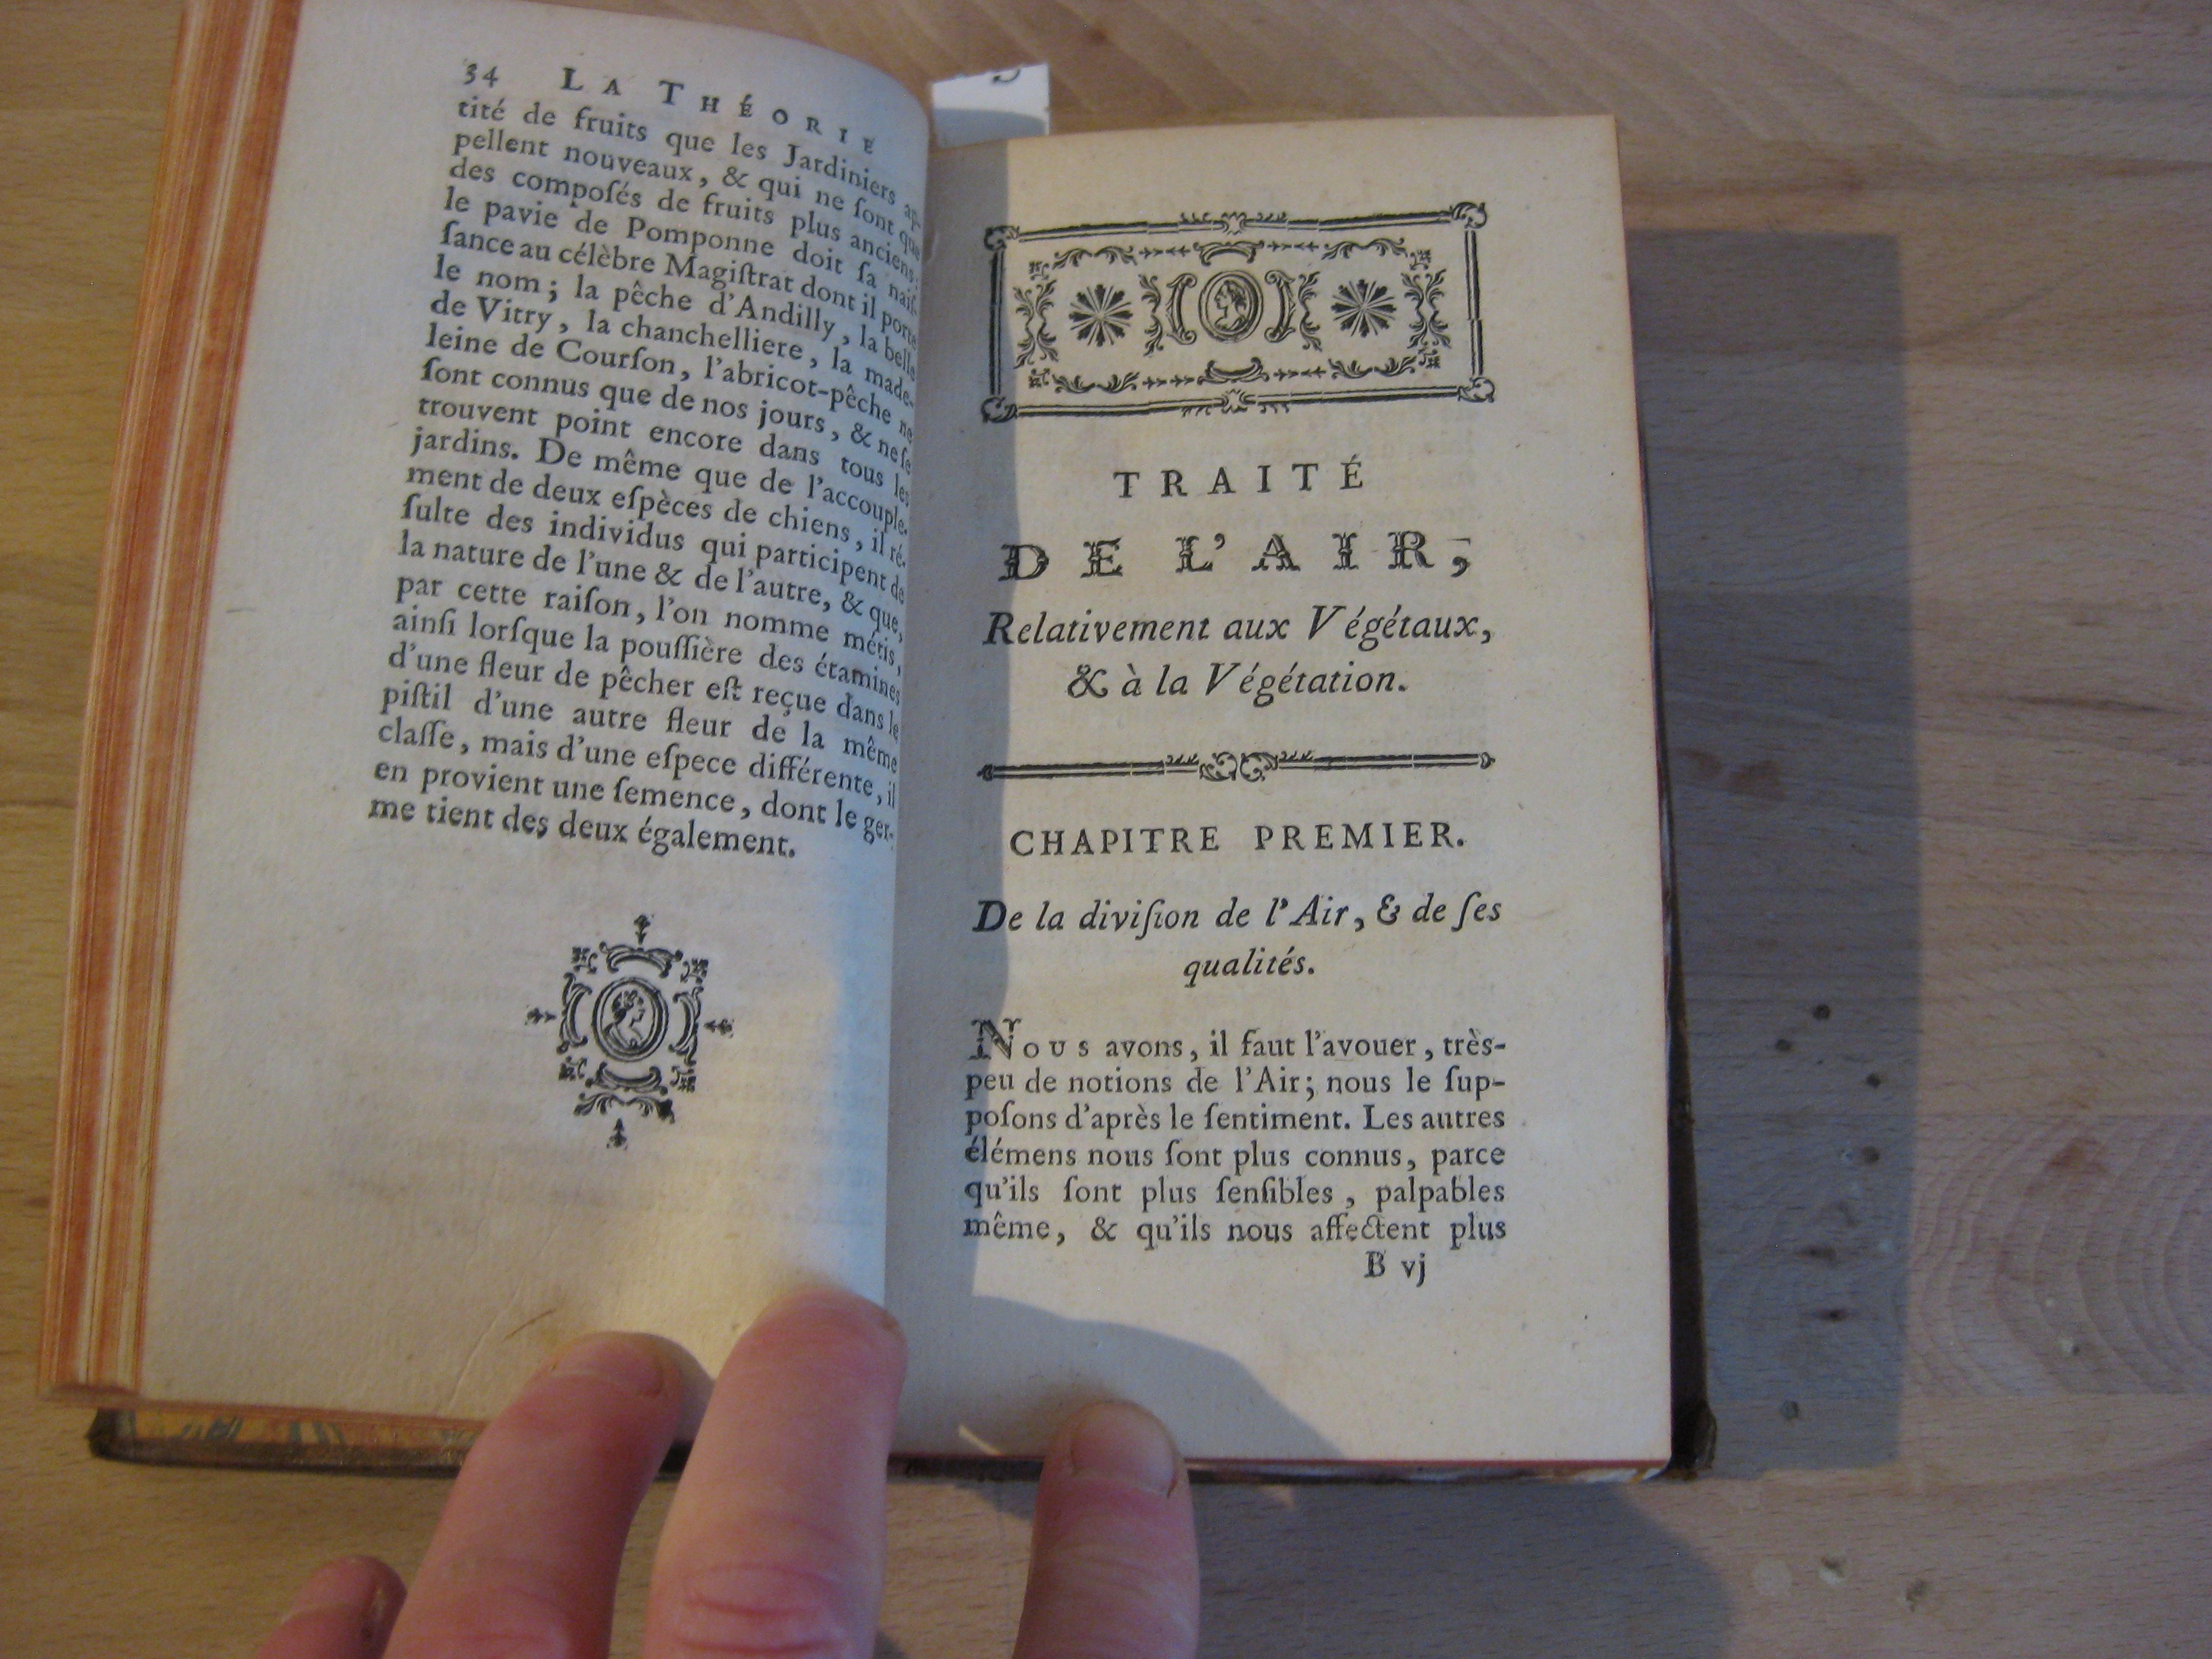 34 LA THÉORIE
tité de fruits que les Jardiniers ap-
pellent nouveaux, & qui ne ſont que
des compoſés de fruits plus anciens;
le pavie de Pomponne doit ſa naiſ-
ſance au célèbre Magiſtrat dont il porte
le nom; la pêche d'Andilly, la belle
de Vitry, la chanchelliere, la made-
leine de Courſon, l'abricot-pêche ne
ſont connus que de nos jours, & ne ſe
trouvent point encore dans tous les
jardins. De même que de l'accouple-
ment de deux eſpèces de chiens, il ré-
ſulte des individus qui participent de
la nature de l'une & de l'autre, & que,
par cette raiſon, l'on nomme métis,
ainſi lorſque la pouſſière des étamines
d'une fleur de pêcher eſt reçue dans le
piſtil d'une autre fleur de la même
claſſe, mais d'une eſpece différente, il
en provient une ſemence, dont le ger-
me tient des deux également.
TRAITÉ
DE L'AIR;
Relativement aux Végétaux,
& à la Végétation.
CHAPITRE PREMIER.
De la diviſion de l'Air, & de ſes
qualités.
Nous avons, il faut l'avouer, très-
peu de notions de l'Air; nous le ſup-
poſons d'après le ſentiment. Les autres
élémens nous ſont plus connus, parce
qu'ils ſont plus ſenſibles, palpables
même, & qu'ils nous affectent plus
B vj